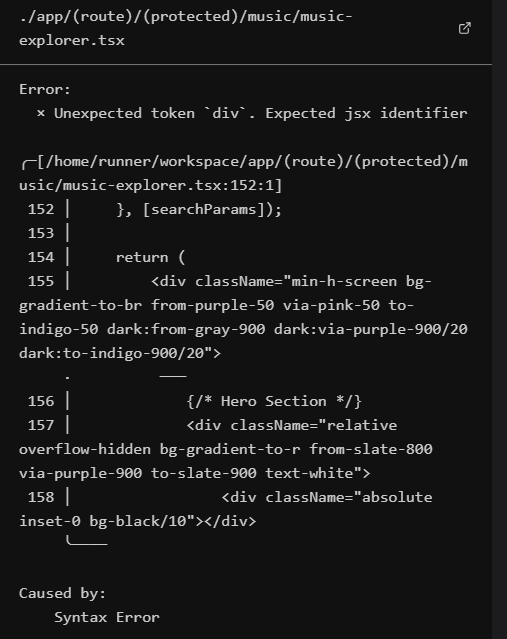 ./app/(route)/(protected)/music/music-
explorer.tsx
Error:
× Unexpected token `div`. Expected jsx identifier
╭─[/home/runner/workspace/app/(route)/(protected)/m
usic/music-explorer.tsx:152:1]
152 │     }, [searchParams]);
153 │
154 │     return (
155 │         <div className="min-h-screen bg-
gradient-to-br from-purple-50 via-pink-50 to-
indigo-50 dark:from-gray-900 dark:via-purple-900/20
dark:to-indigo-900/20">
·          ───
156 │             {/* Hero Section */}
157 │             <div className="relative
overflow-hidden bg-gradient-to-r from-slate-800
via-purple-900 to-slate-900 text-white">
158 │                 <div className="absolute
inset-0 bg-black/10"></div>
╰────
Caused by:
Syntax Error